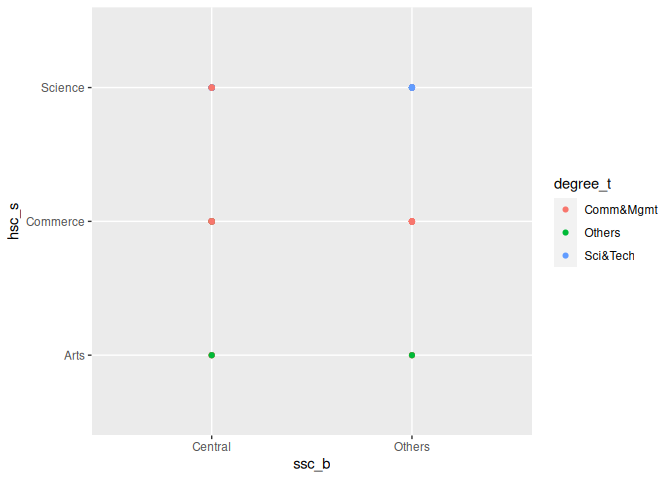 hsc_s
Science
Commerce
Arts
Central
Others
ssc_b
degree_t
Comm&Mgmt
Others
Sci&Tech